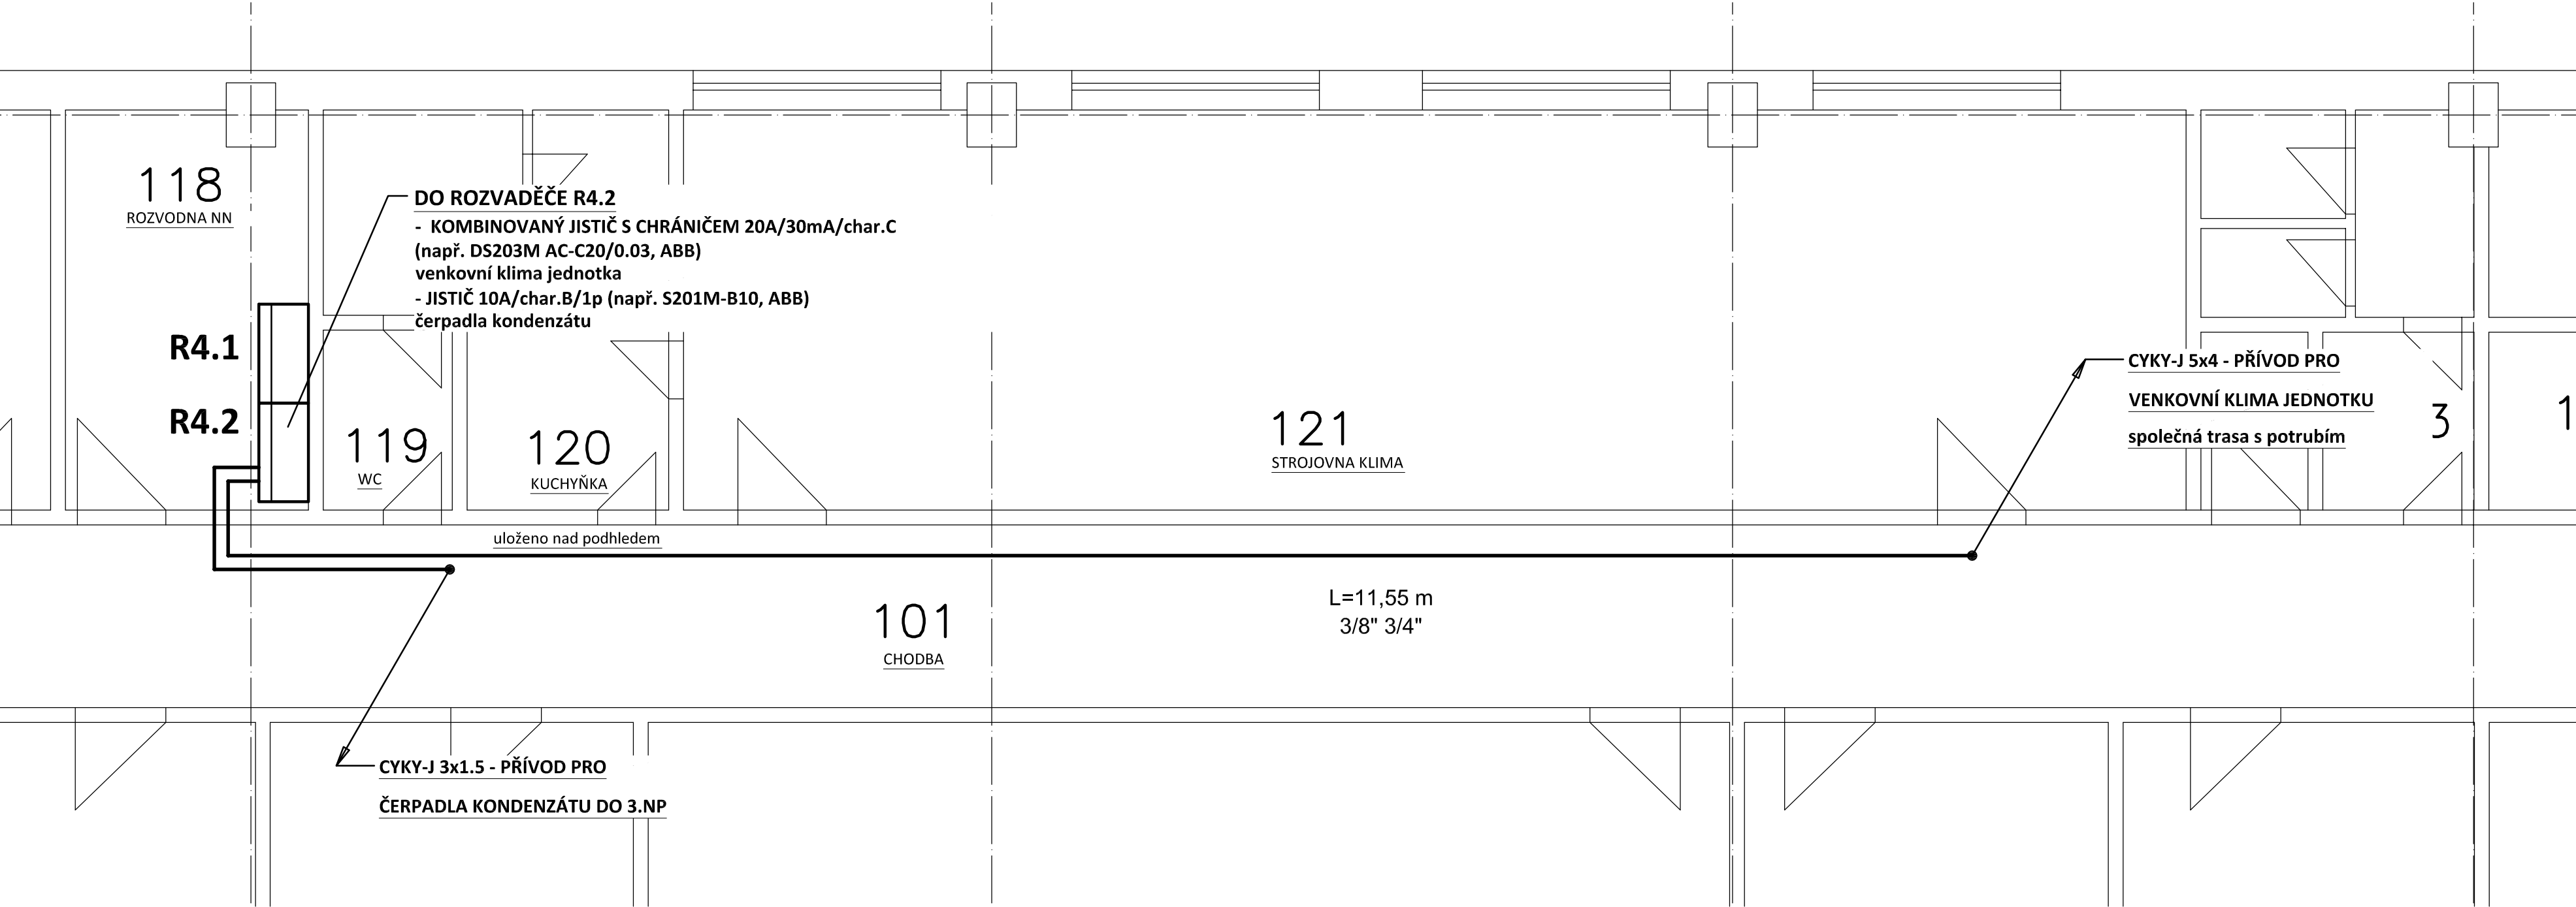 118
ROZVODNA NN
DO ROZVADĚČE R4.2
- KOMBINOVANÝ JISTIČ S CHRÁNIČEM 20A/30mA/char.C
(např. DS203M AC-C20/0.03, ABB)
venkovní klima jednotka
- JISTIČ 10A/char.B/1p (např. S201M-B10, ABB)
čerpadla kondenzátu
R4.1
R4.2
119
WC
120
KUCHYŇKA
121
STROJOVNA KLIMA
CYKY-J 5x4 - PŘÍVOD PRO
VENKOVNÍ KLIMA JEDNOTKU
společná trasa s potrubím
3
1
uloženo nad podhledem
L=11,55 m
3/8" 3/4"
101
CHODBA
CYKY-J 3x1.5 - PŘÍVOD PRO
ČERPADLA KONDENZÁTU DO 3.NP